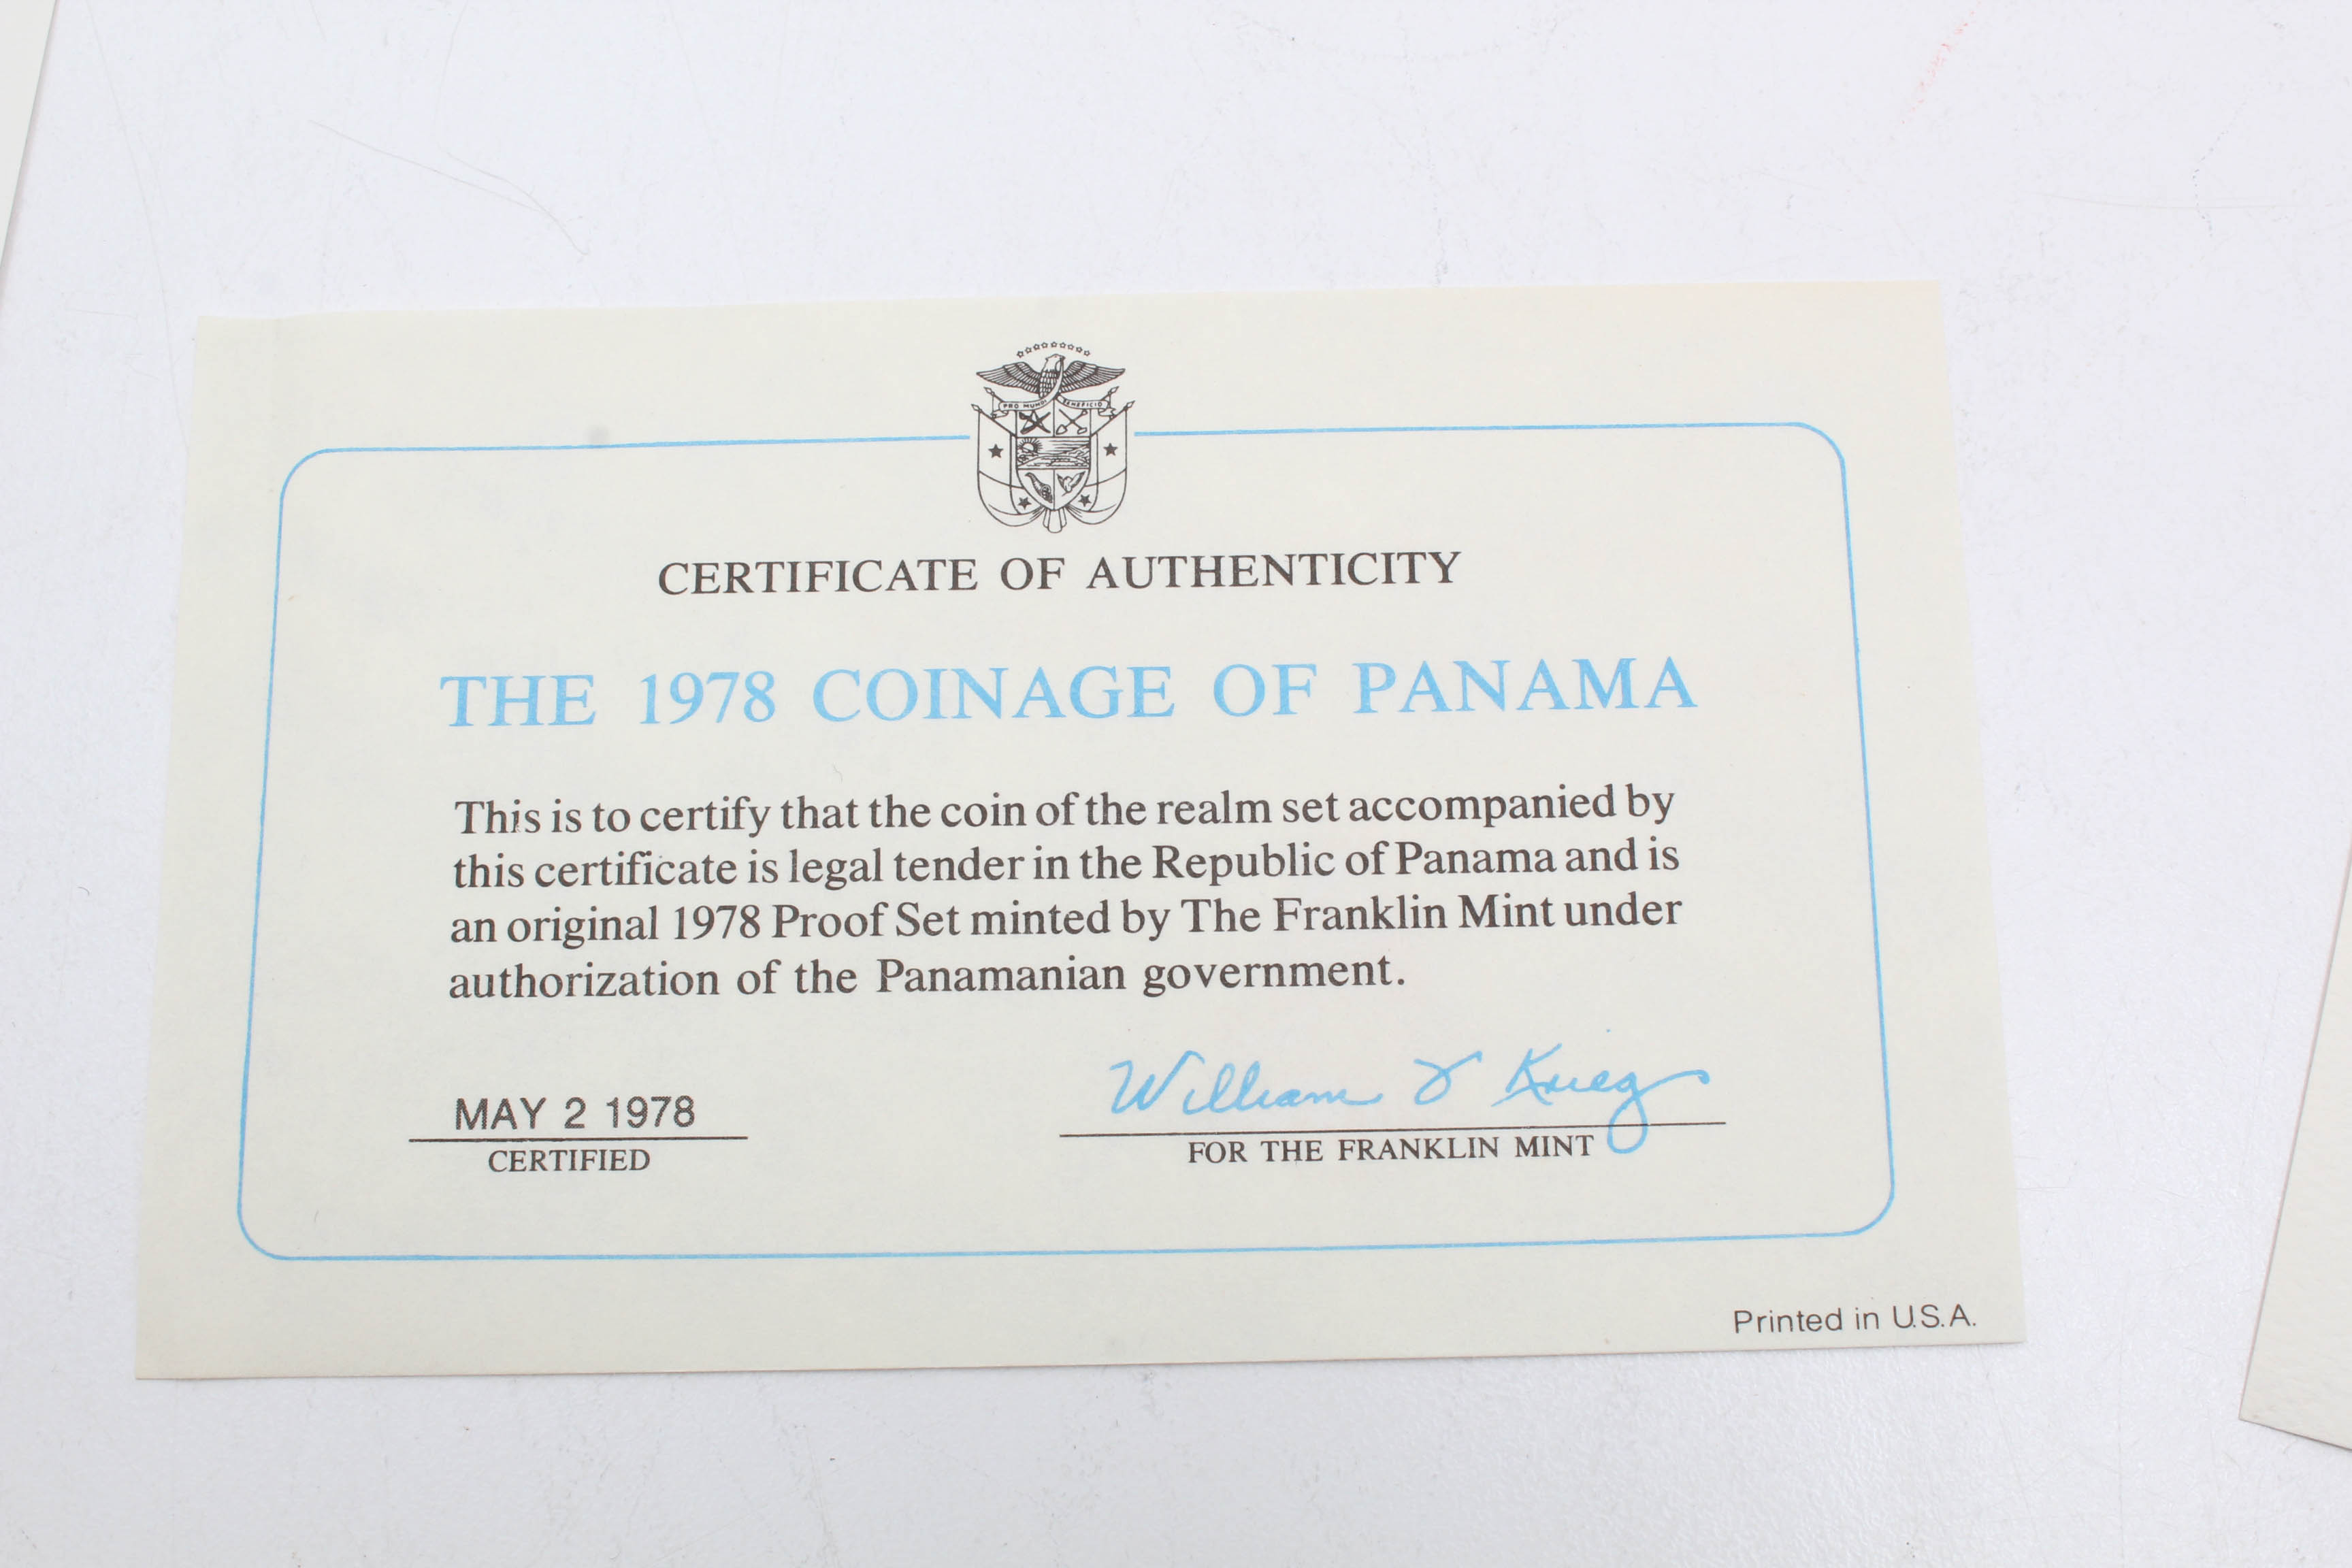 PRO MUNDI BENEFICIO
CERTIFICATE OF AUTHENTICITY
THE 1978 COINAGE OF PANAMA
This is to certify that the coin of the realm set accompanied by
this certificate is legal tender in the Republic of Panama and is
an original 1978 Proof Set minted by The Franklin Mint under
authorization of the Panamanian government.
MAY 2 1978
CERTIFIED
William F Krieg
FOR THE FRANKLIN MINT
Printed in U.S.A.